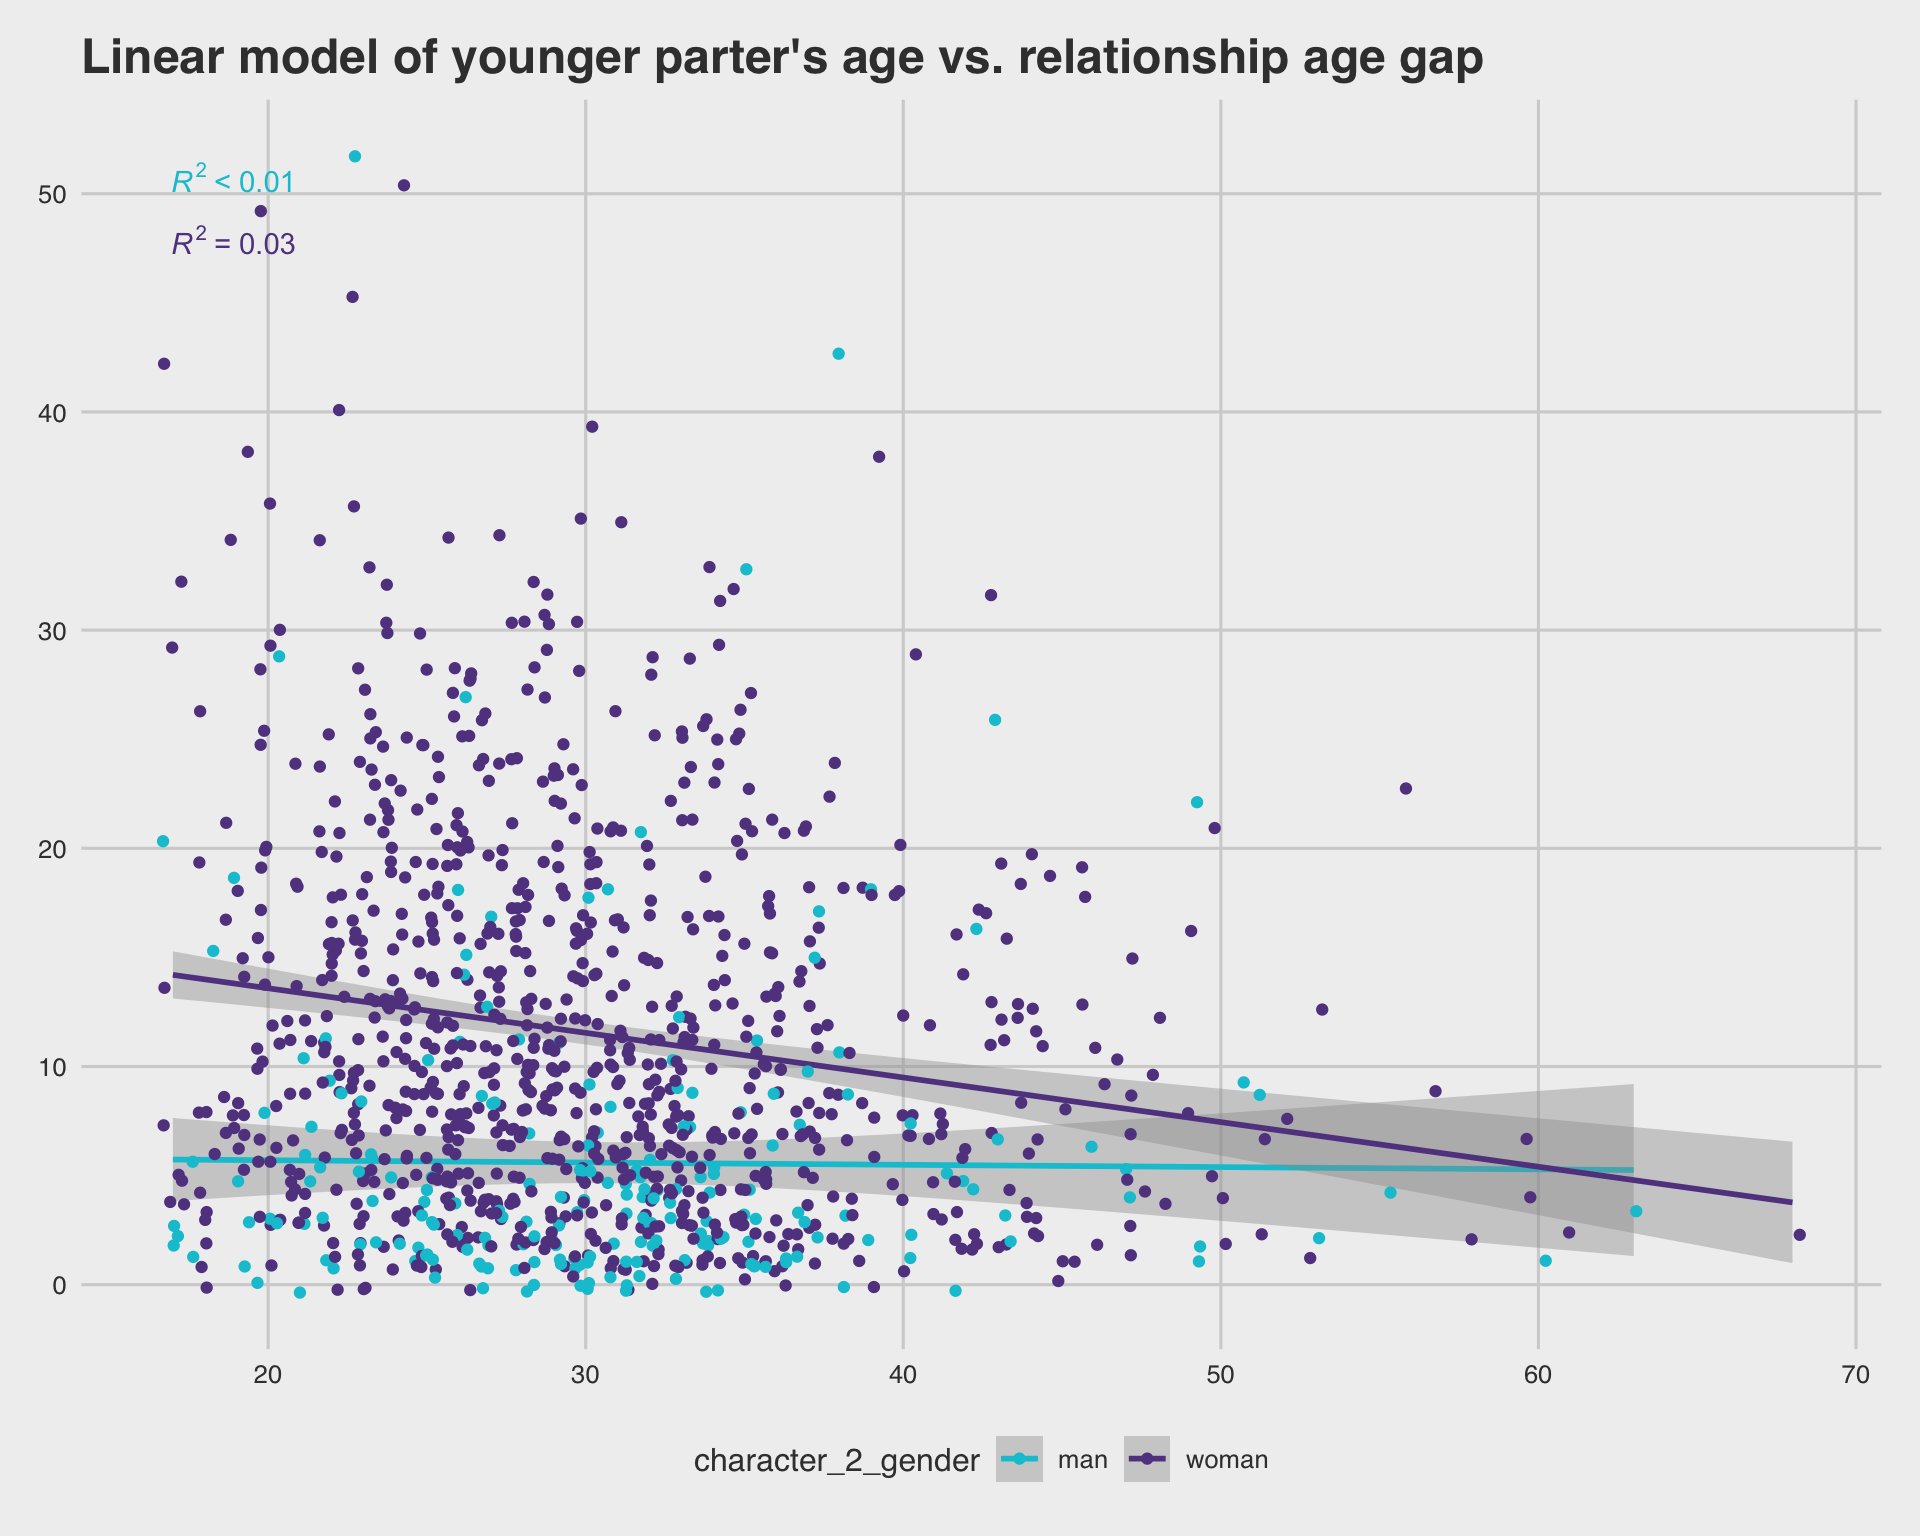 Linear model of younger parter's age vs. relationship age gap
R² < 0.01
R² = 0.03
50
40
30
20
10
0
20 30 40 50 60 70
character_2_gender man woman